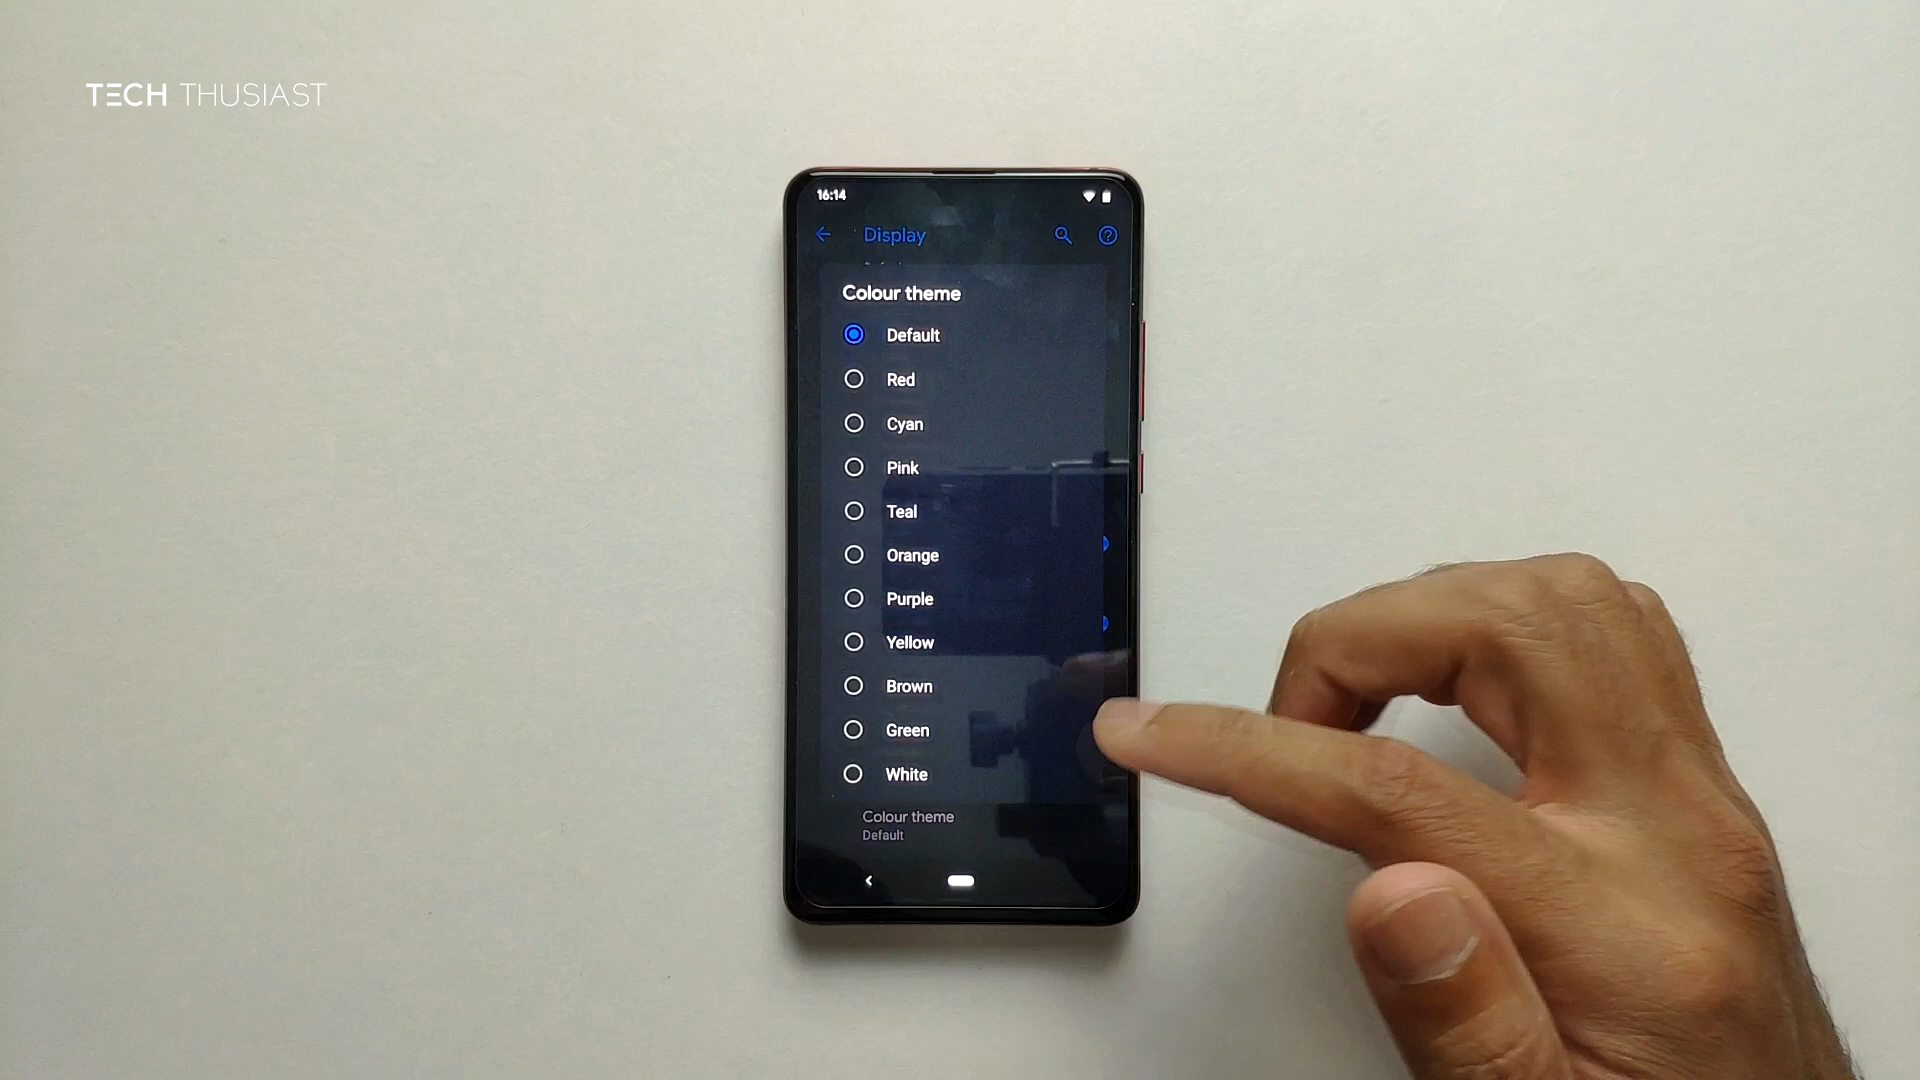 TECH THUSIAST
16:14
Display
Colour theme
Default
Red
Cyan
Pink
Teal
Orange
Purple
Yellow
Brown
Green
White
Colour theme
Default